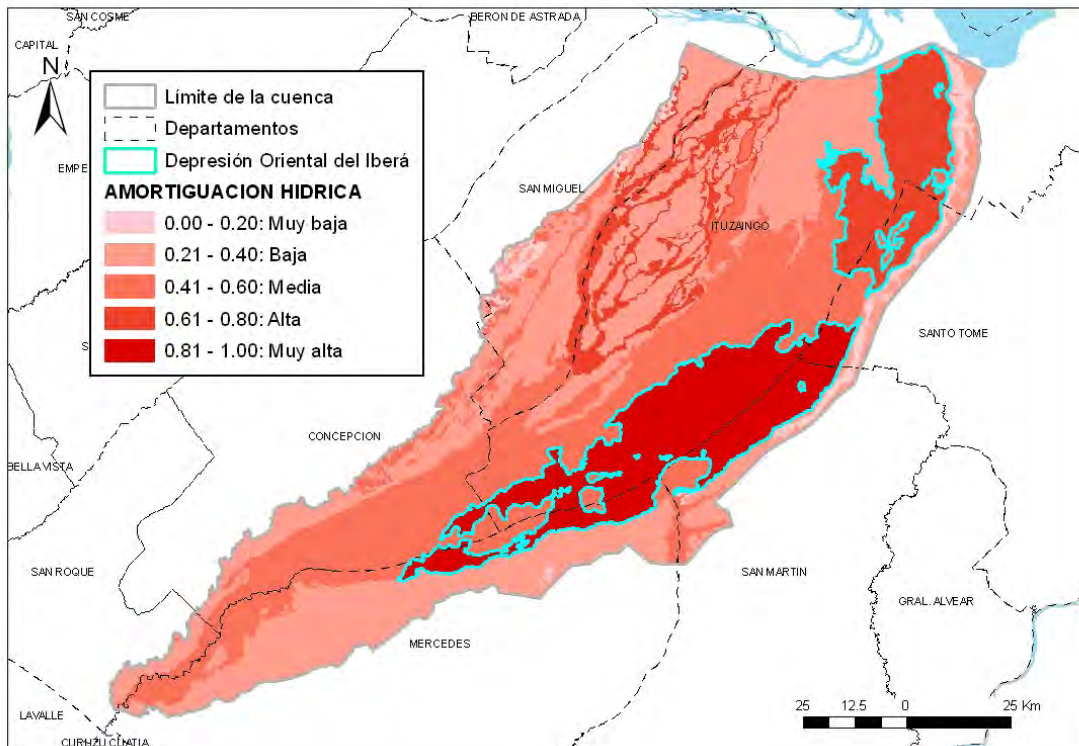 SAN COSME
BERON DE ASTRADA
CAPITAL
N
Límite de la cuenca
Departamentos
Depresión Oriental del Iberá
AMORTIGUACION HIDRICA
0.00 - 0.20: Muy baja
0.21 - 0.40: Baja
0.41 - 0.60: Media
0.61 - 0.80: Alta
0.81 - 1.00: Muy alta
EMPE
SAN MIGUEL
ITUZAINGO
S
SANTO TOME
CONCEPCION
BELLAVISTA
SAN ROQUE
SAN MARTIN
GRAL. ALVEAR
MERCEDES
LAVALLE
CURUZU CUATIA
25 12.5 0 25 Km